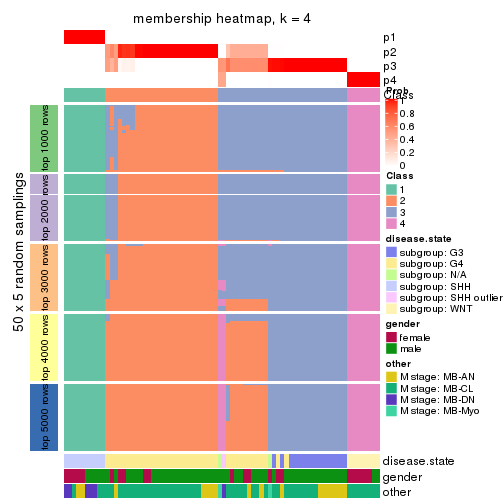 membership heatmap, k = 4
p1
p2
p3
p4
Class
Prob
0.8
0.6
0.4
0.2
0
Class
1
2
3
4
disease.state
subgroup: G3
subgroup: G4
subgroup: N/A
subgroup: SHH
subgroup: SHH outlier
subgroup: WNT
gender
female
male
other
M stage: MB-AN
M stage: MB-CL
M stage: MB-DN
M stage: MB-Myo
50 x 5 random samplings
top 1000 rows
top 2000 rows
top 3000 rows
top 4000 rows
top 5000 rows
disease.state
gender
other